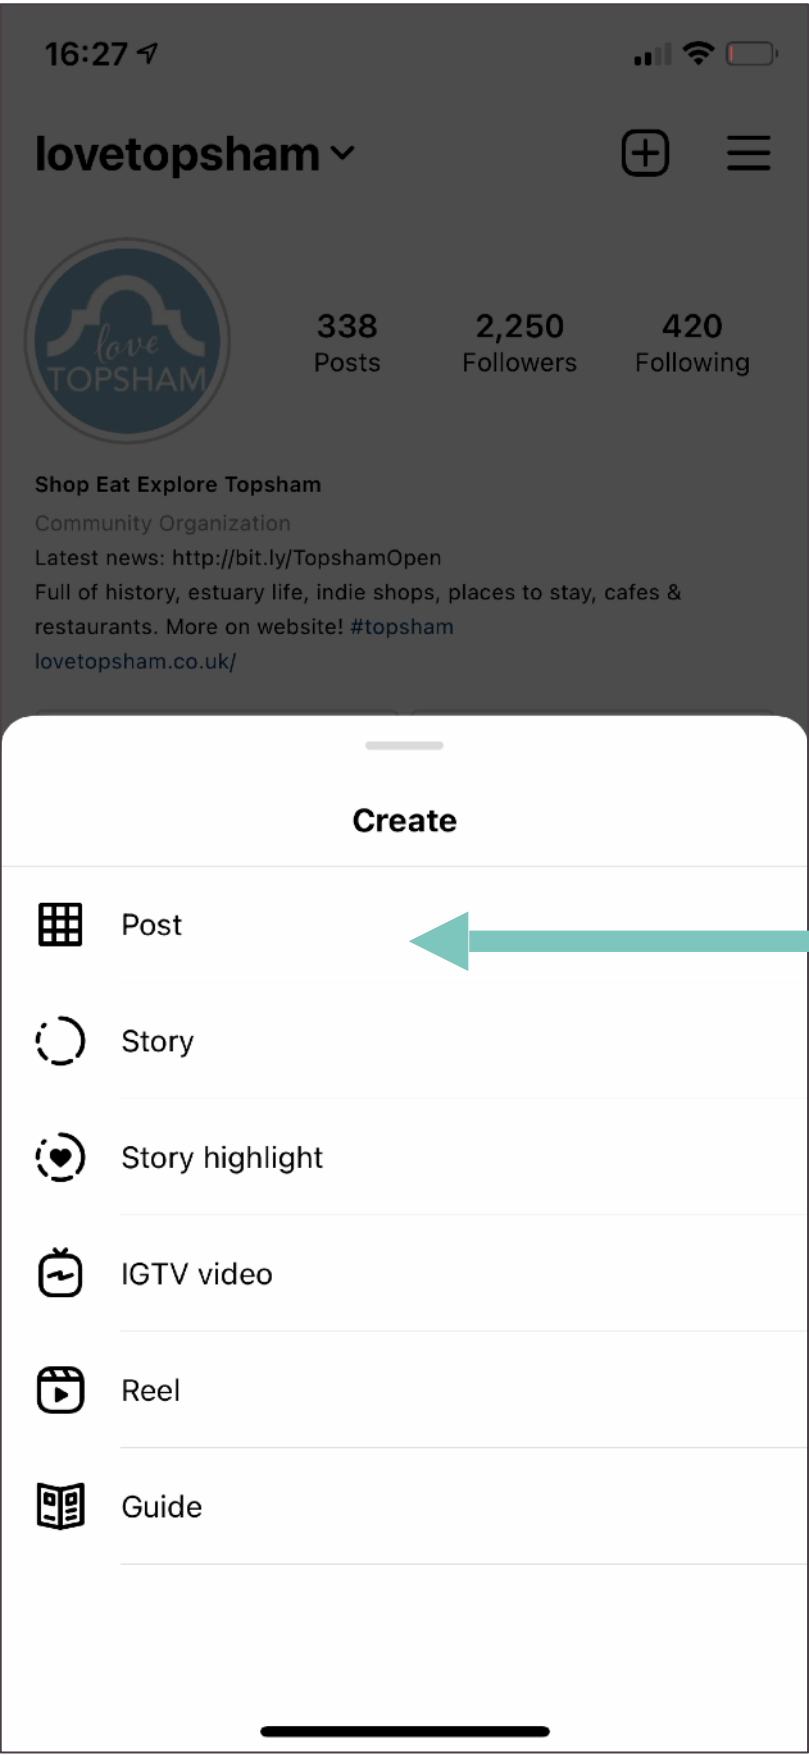 16:27
lovetopsham
love
TOPSHAM
338 2,250 420
Posts Followers Following
Shop Eat Explore Topsham
Community Organization
Latest news: http://bit.ly/TopshamOpen
Full of history, estuary life, indie shops, places to stay, cafes &
restaurants. More on website! #topsham
lovetopsham.co.uk/
Create
Post
Story
Story highlight
IGTV video
Reel
Guide